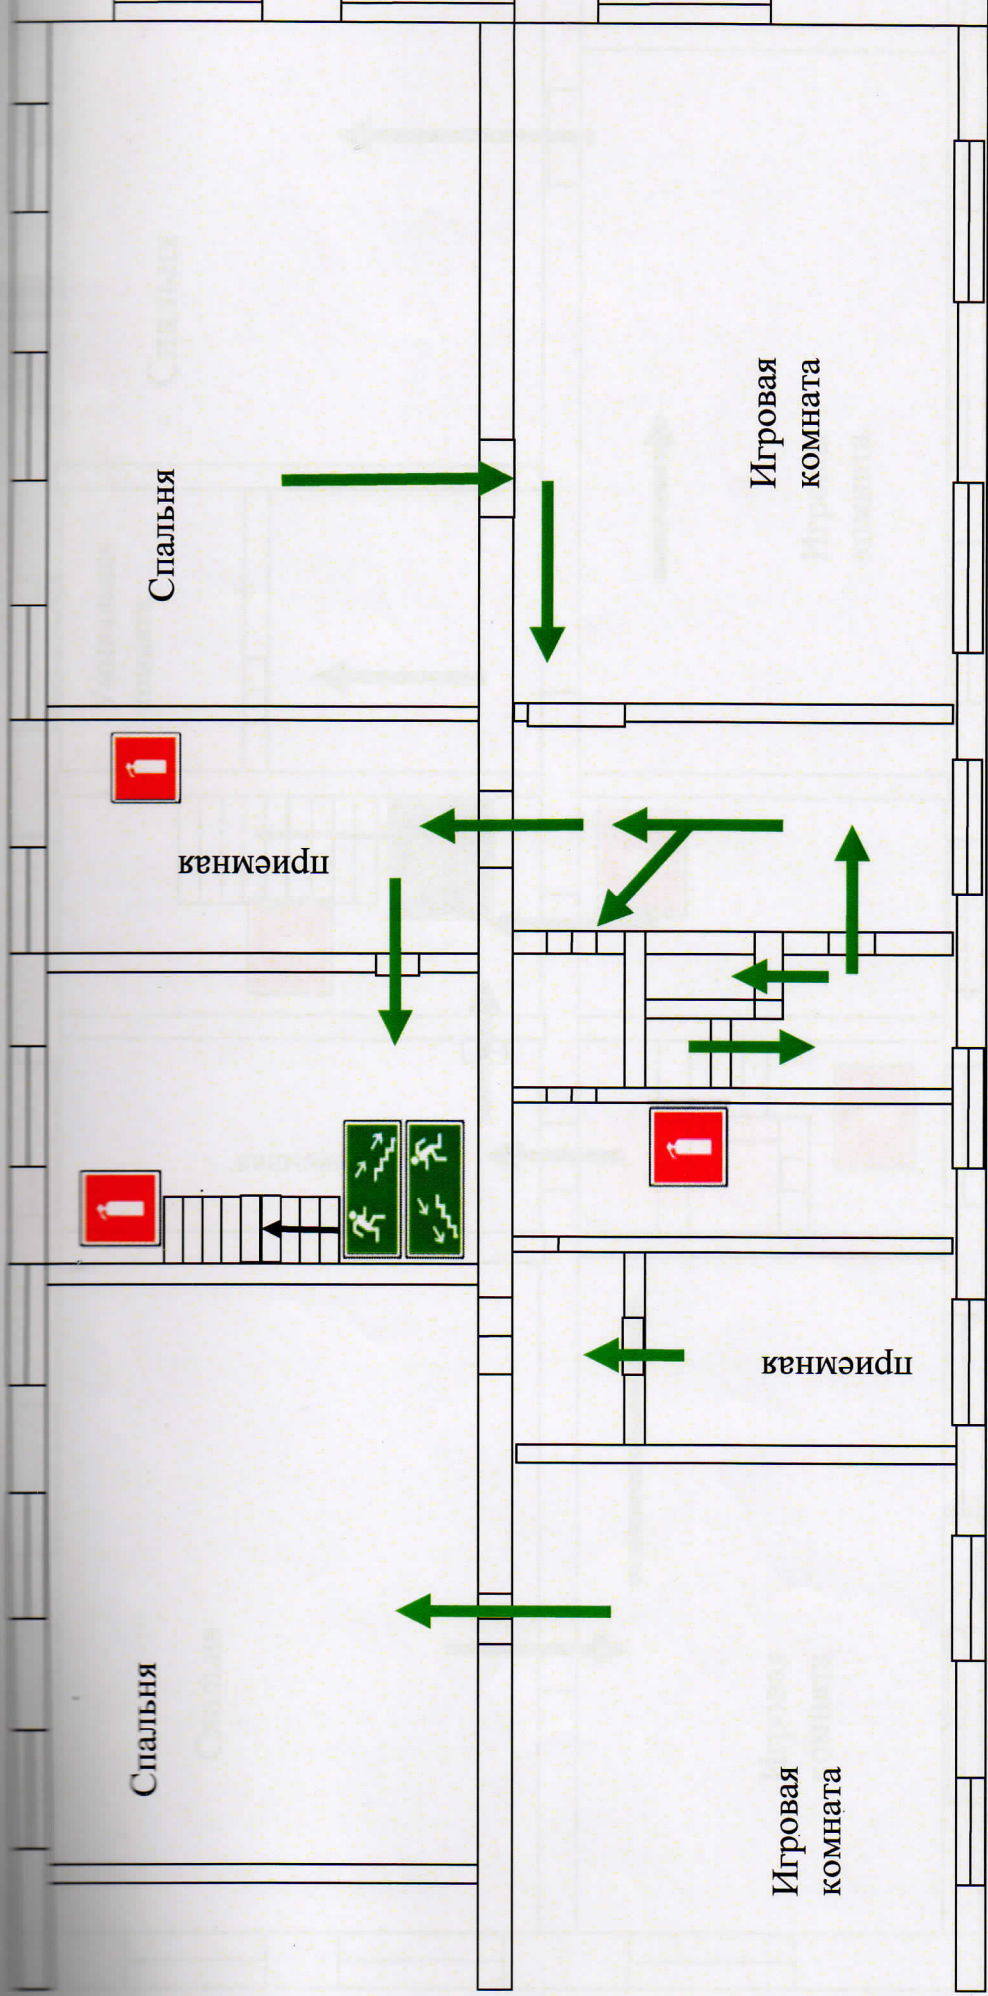 Спальня
Игровая
комната
приемная
приемная
Спальня
Игровая
комната